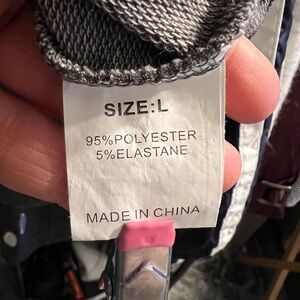 SIZE:L
95%POLYESTER
5%ELASTANE
MADE IN CHINA